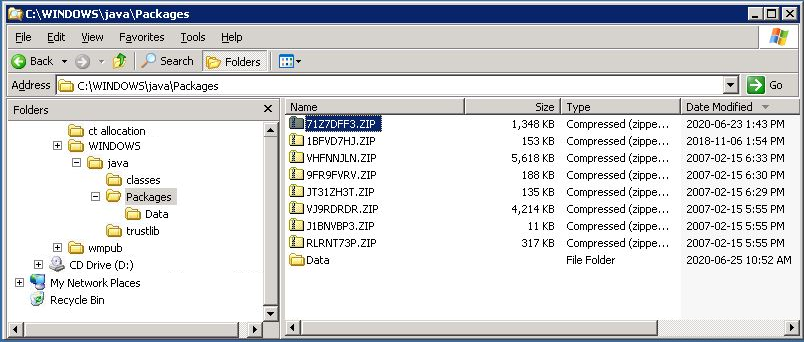 C:\WINDOWS\java\Packages
File Edit View Favorites Tools Help
Back Search Folders
Address C:\WINDOWS\java\Packages Go
Folders
ct allocation
WINDOWS
java
classes
Packages
Data
trustlib
wmpub
CD Drive (D:)
My Network Places
Recycle Bin
Name Size Type Date Modified
71Z7DFF3.ZIP 1,348 KB Compressed (zippe... 2020-06-23 1:43 PM
1BFVD7HJ.ZIP 153 KB Compressed (zippe... 2018-11-06 1:54 PM
VHFNNJLN.ZIP 5,618 KB Compressed (zippe... 2007-02-15 6:33 PM
9FR9FVRV.ZIP 188 KB Compressed (zippe... 2007-02-15 6:30 PM
JT31ZH3T.ZIP 135 KB Compressed (zippe... 2007-02-15 6:29 PM
VJ9RDRDR.ZIP 4,214 KB Compressed (zippe... 2007-02-15 5:55 PM
J1BNVBP3.ZIP 11 KB Compressed (zippe... 2007-02-15 5:55 PM
RLRNT73P.ZIP 317 KB Compressed (zippe... 2007-02-15 5:55 PM
Data File Folder 2020-06-25 10:52 AM